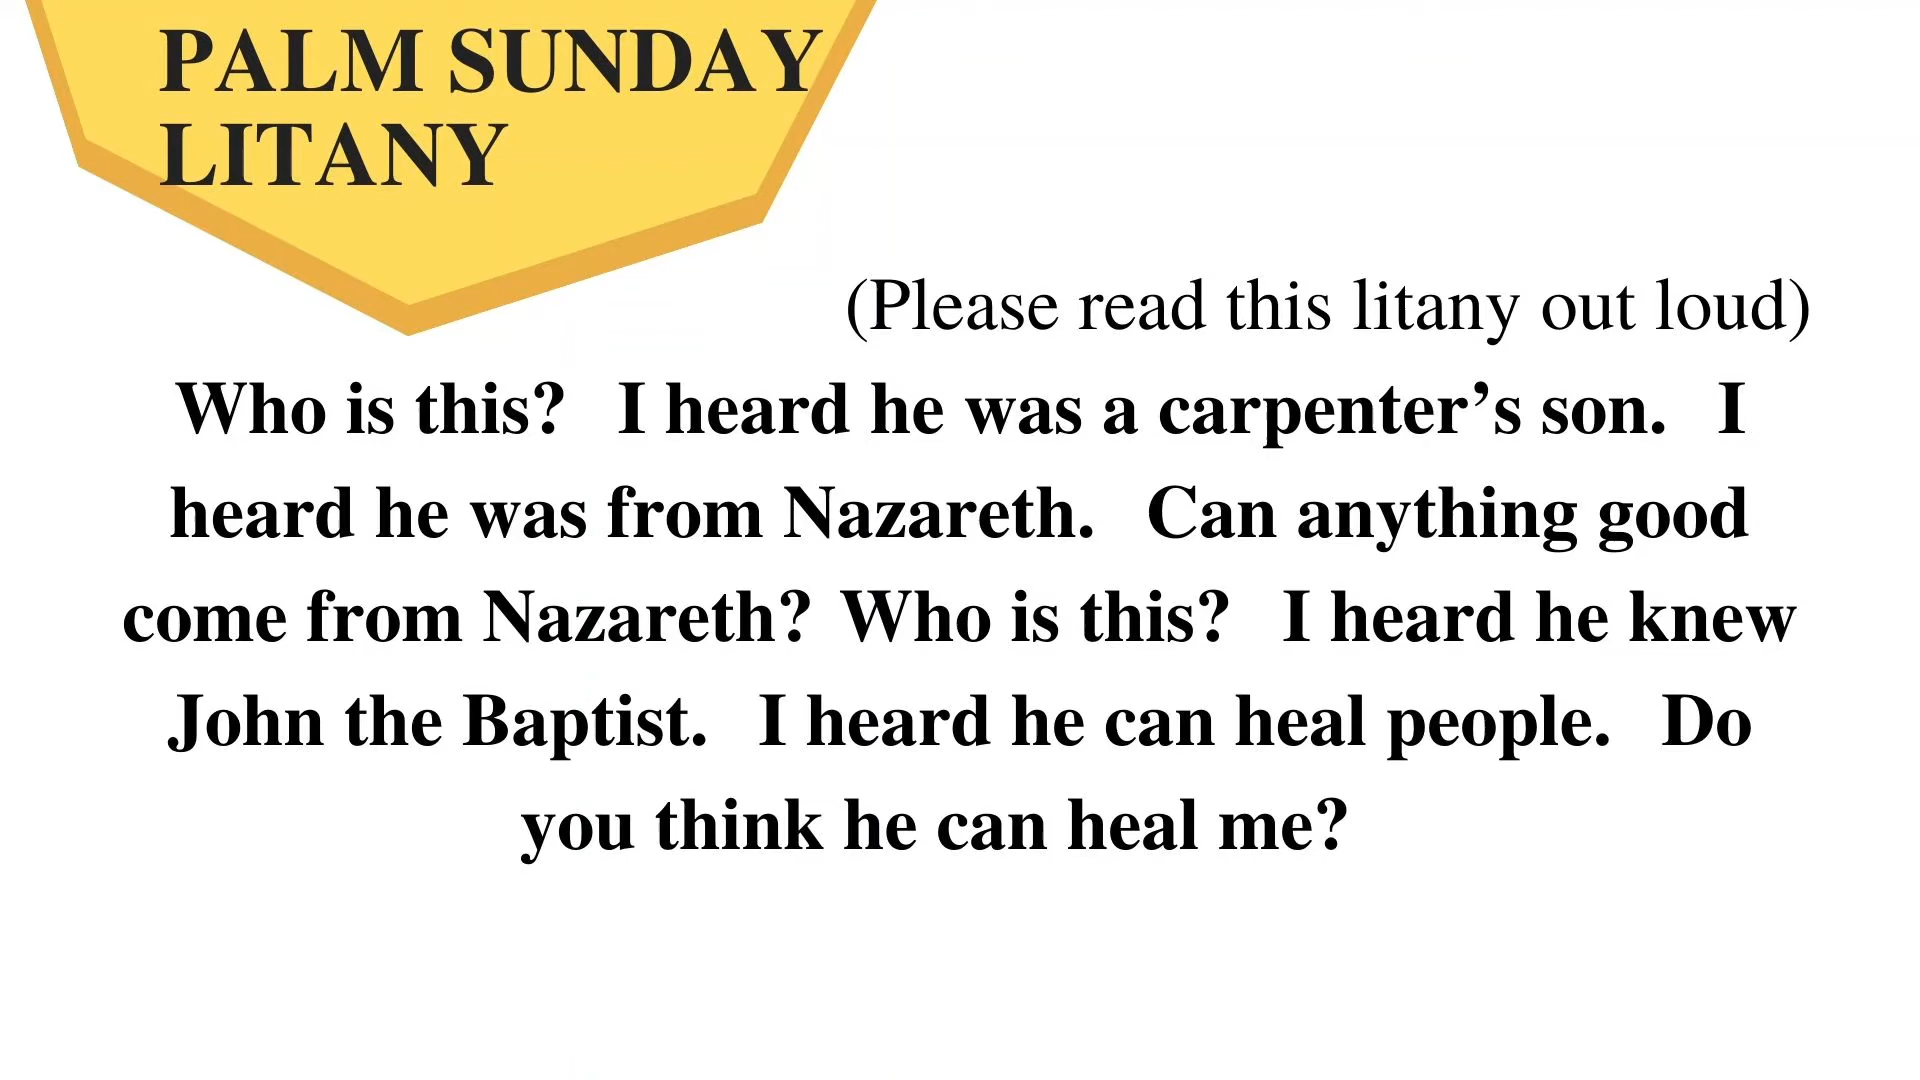 PALM SUNDAY
LITANY
(Please read this litany out loud)
Who is this? I heard he was a carpenter’s son. I
heard he was from Nazareth. Can anything good
come from Nazareth? Who is this? I heard he knew
John the Baptist. I heard he can heal people. Do
you think he can heal me?